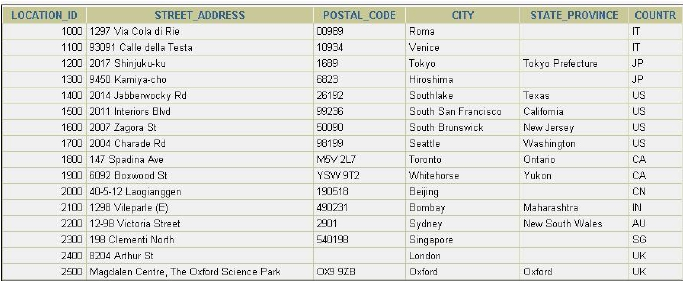 LOCATION_ID STREET_ADDRESS POSTAL_CODE CITY STATE_PROVINCE COUNTR
1000 1297 Via Cola di Rie 00989 Roma IT
1100 93091 Calle della Testa 10934 Venice IT
1200 2017 Shinjuku-ku 1689 Tokyo Tokyo Prefecture JP
1300 9450 Kamiya-cho 6823 Hiroshima JP
1400 2014 Jabberwocky Rd 26192 Southlake Texas US
1500 2011 Interiors Blvd 99236 South San Francisco California US
1600 2007 Zagora St 50090 South Brunswick New Jersey US
1700 2004 Charade Rd 98199 Seattle Washington US
1800 147 Spadina Ave M5V 2L7 Toronto Ontario CA
1900 6092 Boxwood St YSW 9T2 Whitehorse Yukon CA
2000 40-5-12 Laogianggen 190518 Beijing CN
2100 1298 Vileparle (E) 490231 Bombay Maharashtra IN
2200 12-98 Victoria Street 2901 Sydney New South Wales AU
2300 198 Clementi North 540198 Singapore SG
2400 8204 Arthur St London UK
2500 Magdalen Centre, The Oxford Science Park OX9 9ZB Oxford Oxford UK